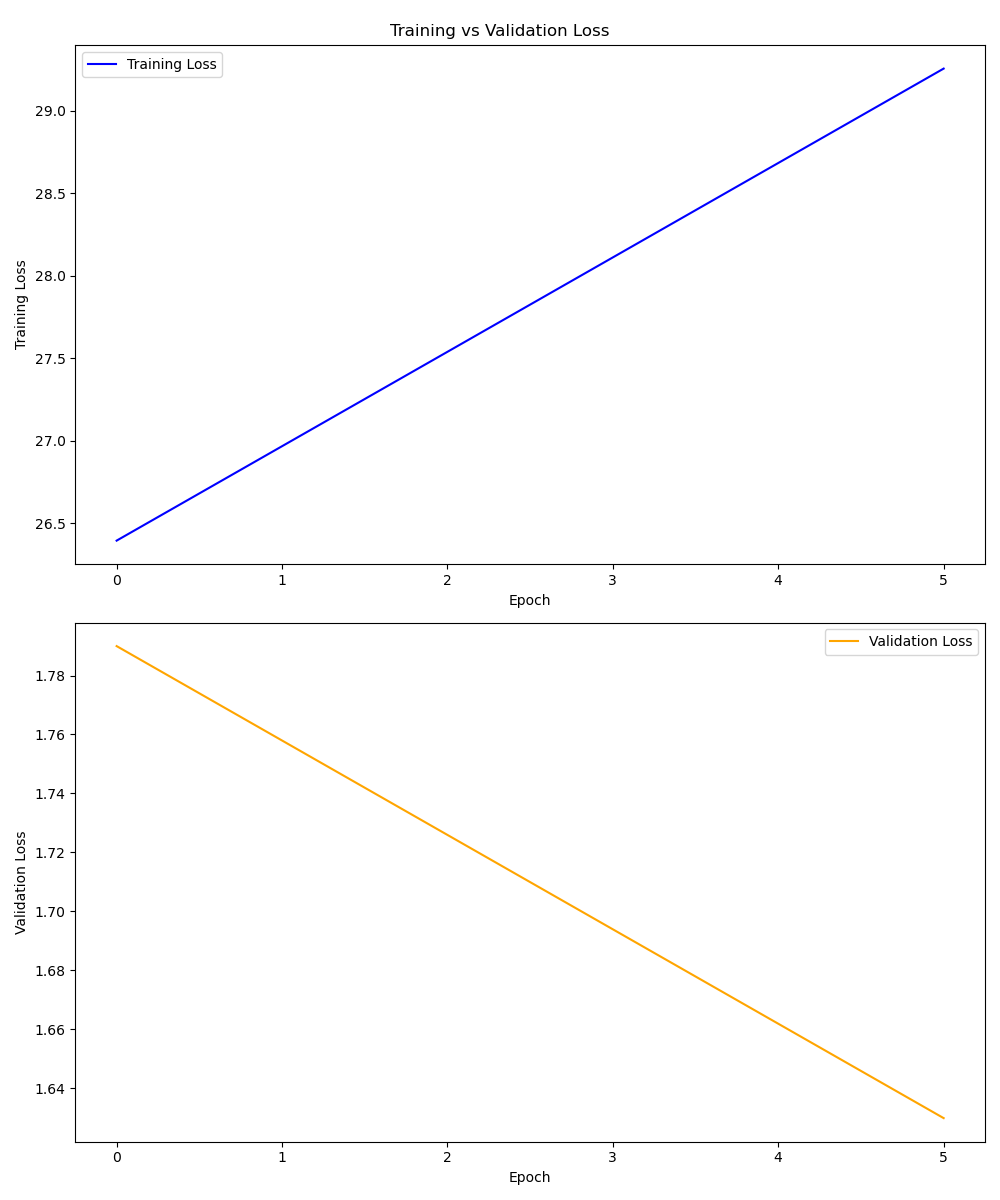 Training vs Validation Loss
Training Loss
29.0
28.5
28.0
27.5
27.0
26.5
Training Loss
0 1 2 3 4 5
Epoch
Validation Loss
1.78
1.76
1.74
1.72
1.70
1.68
1.66
1.64
Validation Loss
0 1 2 3 4 5
Epoch